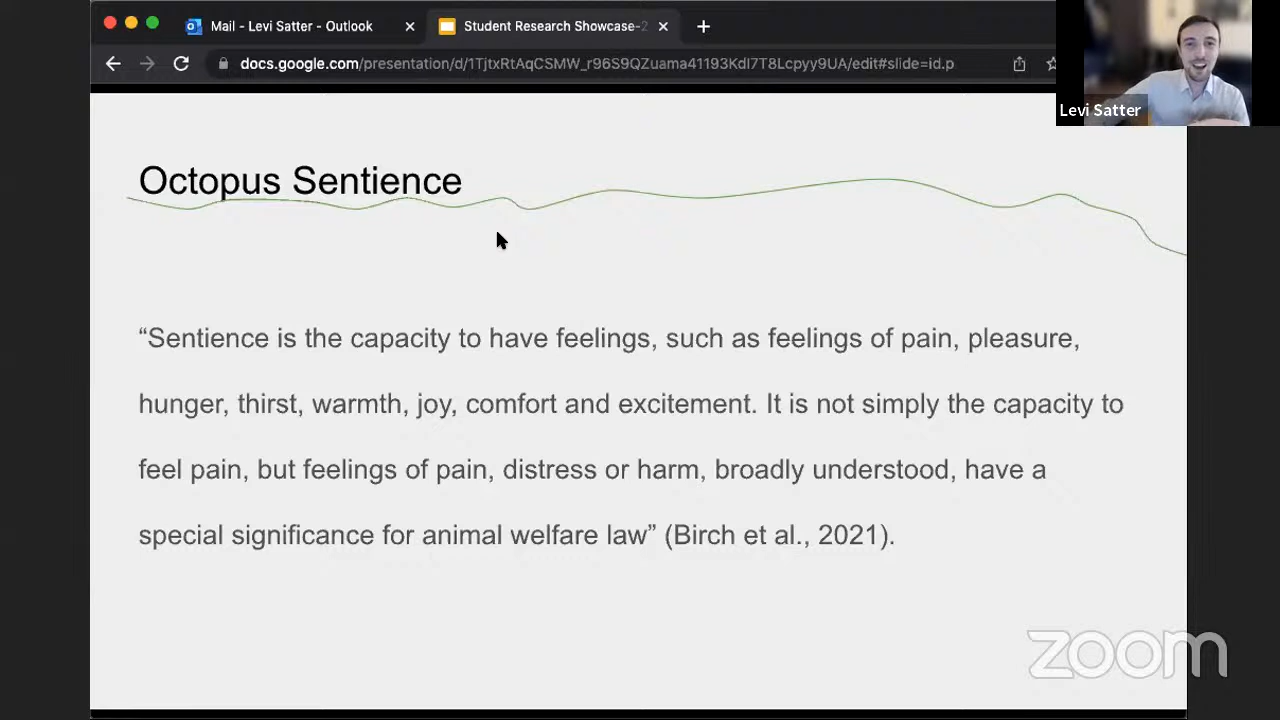 Mail - Levi Satter - Outlook
Student Research Showcase-2
docs.google.com/presentation/d/1TjtxRtAqCSMW_r96S9QZuama41193KdI7T8Lcpyy9UA/edit#slide=id.p
Levi Satter
Octopus Sentience
“Sentience is the capacity to have feelings, such as feelings of pain, pleasure,
hunger, thirst, warmth, joy, comfort and excitement. It is not simply the capacity to
feel pain, but feelings of pain, distress or harm, broadly understood, have a
special significance for animal welfare law” (Birch et al., 2021).
zoom